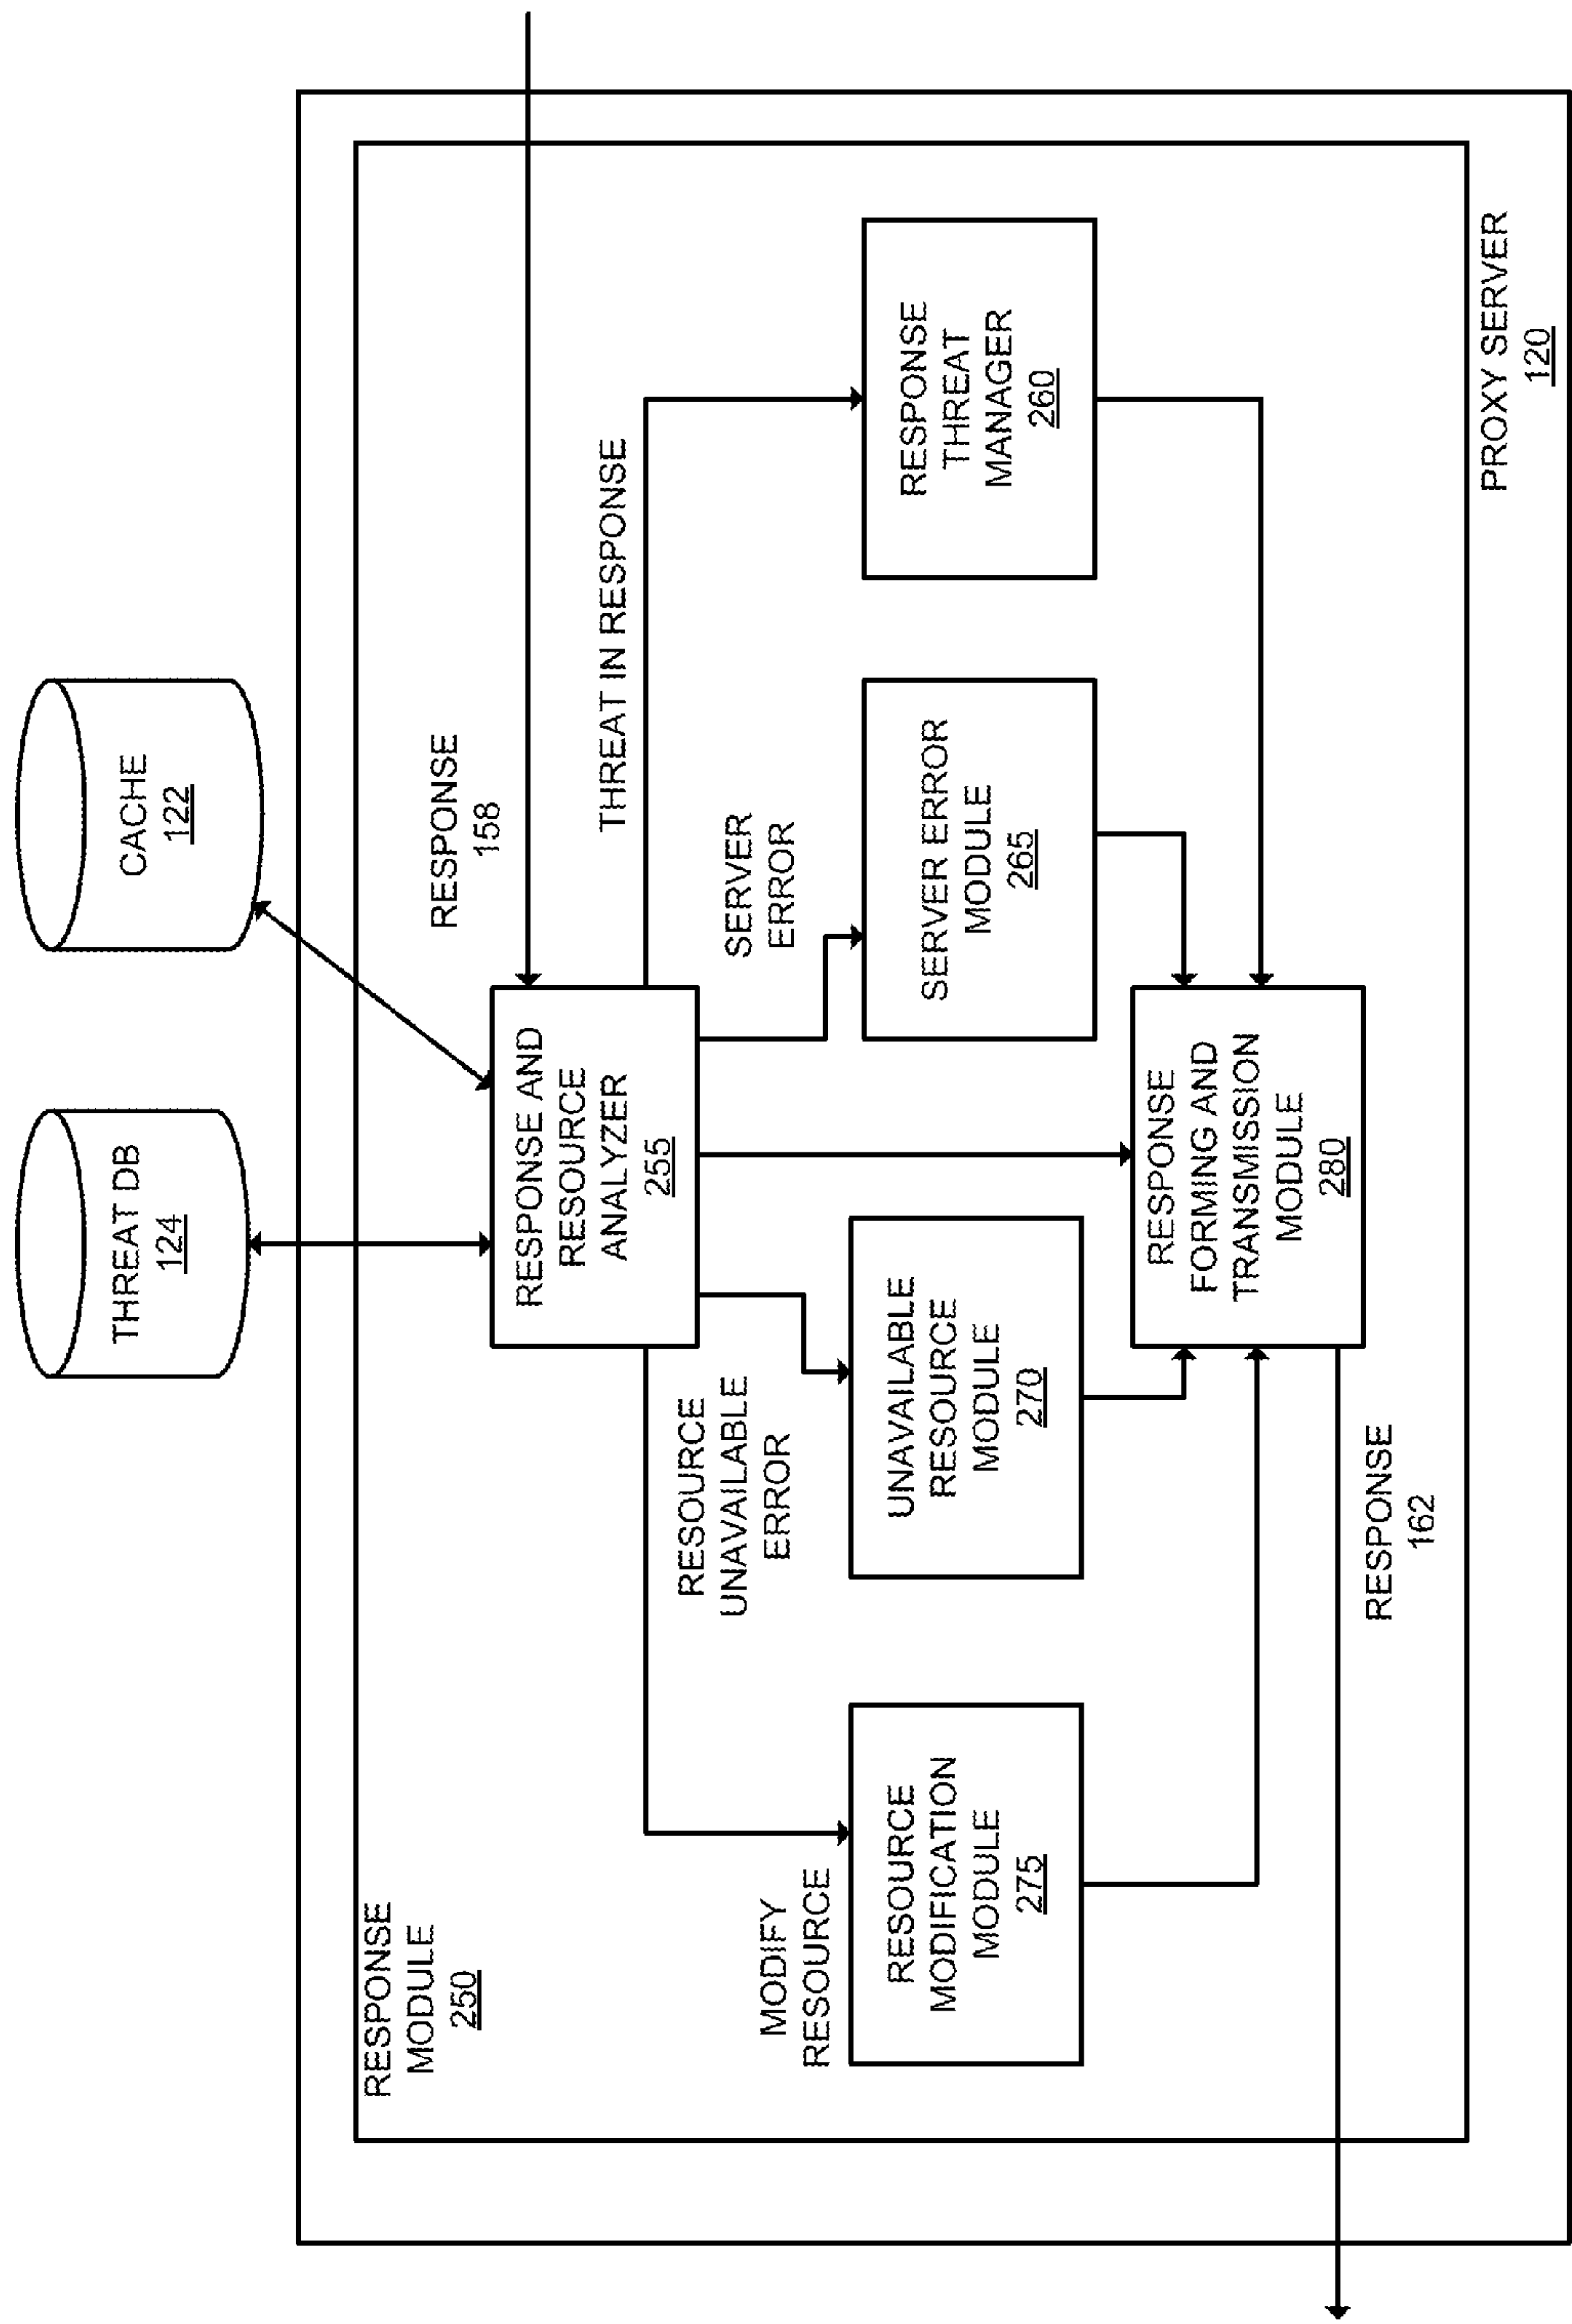 THREAT DB
124
CACHE
122
RESPONSE
MODULE
250
RESPONSE
158
RESPONSE AND
RESOURCE
ANALYZER
255
THREAT IN RESPONSE
MODIFY
RESOURCE
RESOURCE
UNAVAILABLE
ERROR
SERVER
ERROR
RESOURCE
MODIFICATION
MODULE
275
UNAVAILABLE
RESOURCE
MODULE
270
SERVER ERROR
MODULE
265
RESPONSE
THREAT
MANAGER
260
RESPONSE
FORMING AND
TRANSMISSION
MODULE
280
RESPONSE
162
PROXY SERVER
120